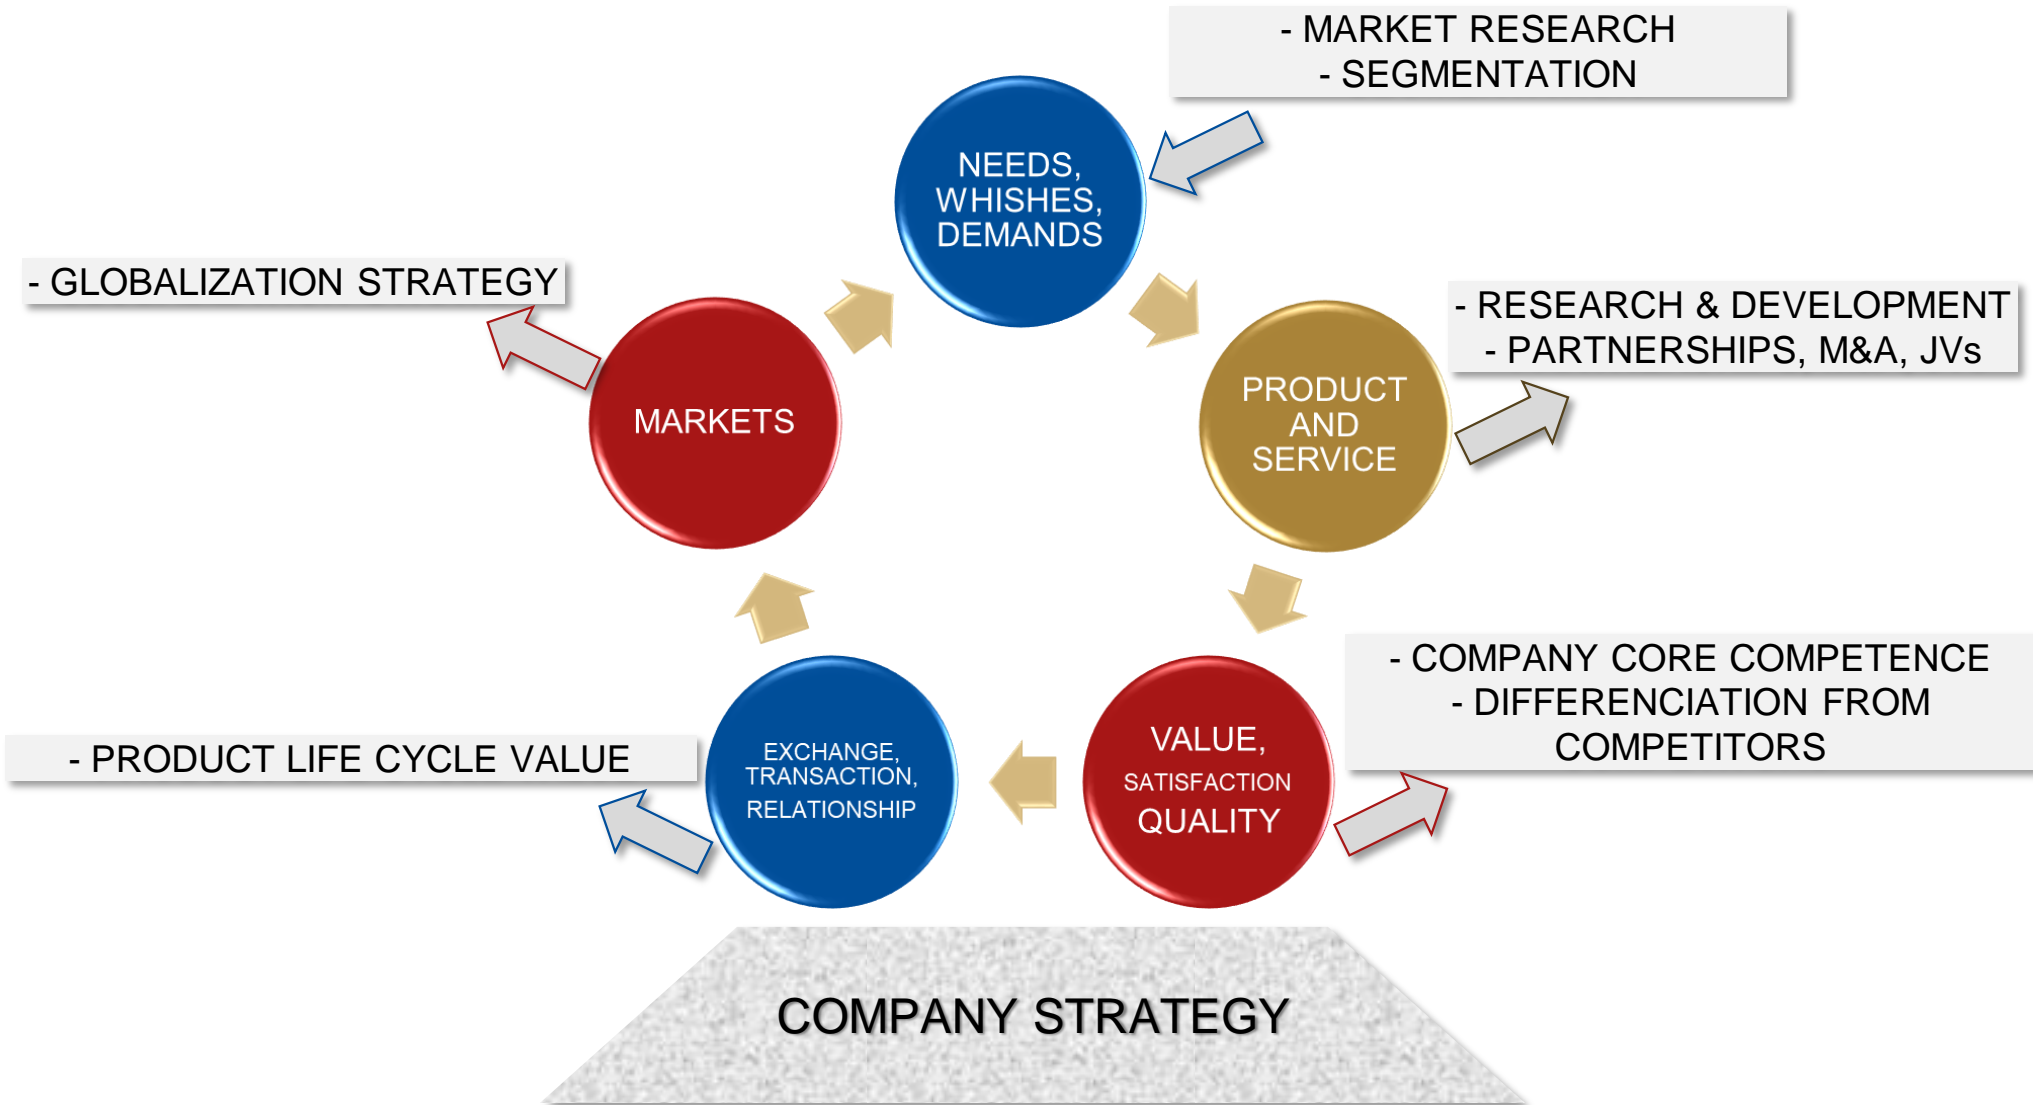 - MARKET RESEARCH
- SEGMENTATION
NEEDS,
WHISHES,
DEMANDS
- GLOBALIZATION STRATEGY
- RESEARCH & DEVELOPMENT
- PARTNERSHIPS, M&A, JVs
MARKETS
PRODUCT
AND
SERVICE
- COMPANY CORE COMPETENCE
- DIFFERENCIATION FROM
COMPETITORS
- PRODUCT LIFE CYCLE VALUE
EXCHANGE,
TRANSACTION,
RELATIONSHIP
VALUE,
SATISFACTION
QUALITY
COMPANY STRATEGY